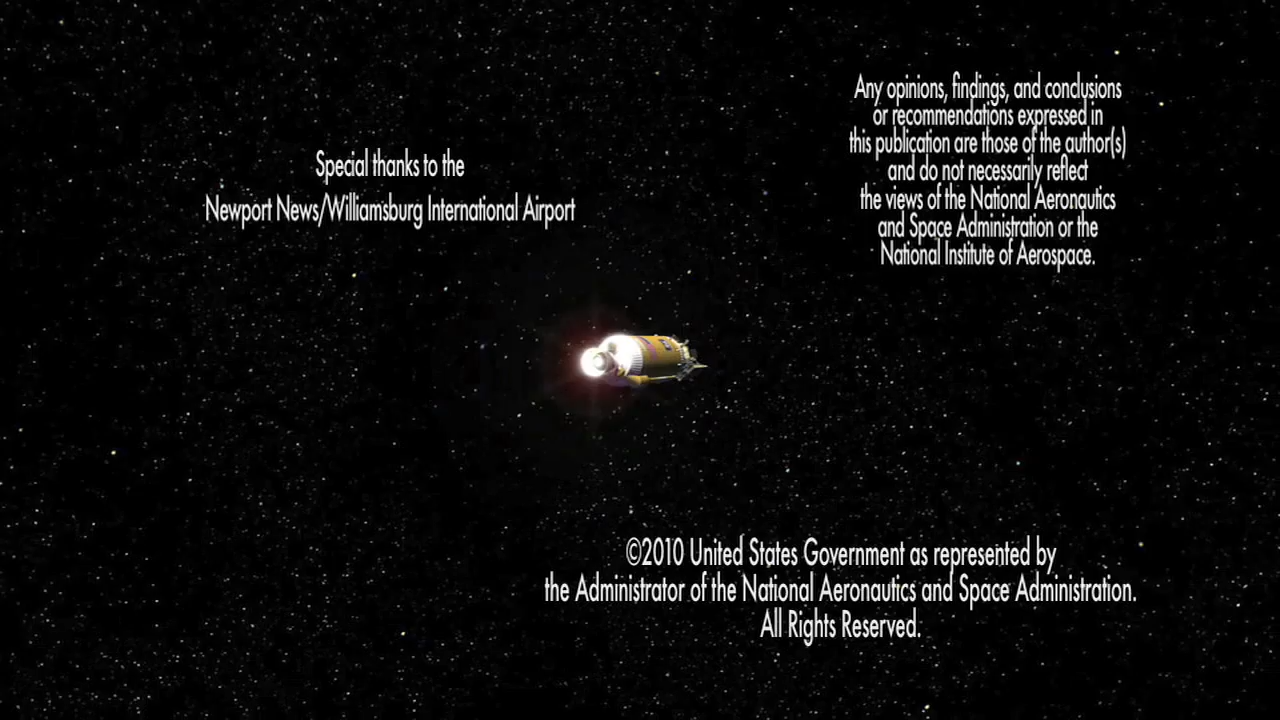 Special thanks to the
Newport News/Williamsburg International Airport
Any opinions, findings, and conclusions
or recommendations expressed in
this publication are those of the author(s)
and do not necessarily reflect
the views of the National Aeronautics
and Space Administration or the
National Institute of Aerospace.
©2010 United States Government as represented by
the Administrator of the National Aeronautics and Space Administration.
All Rights Reserved.